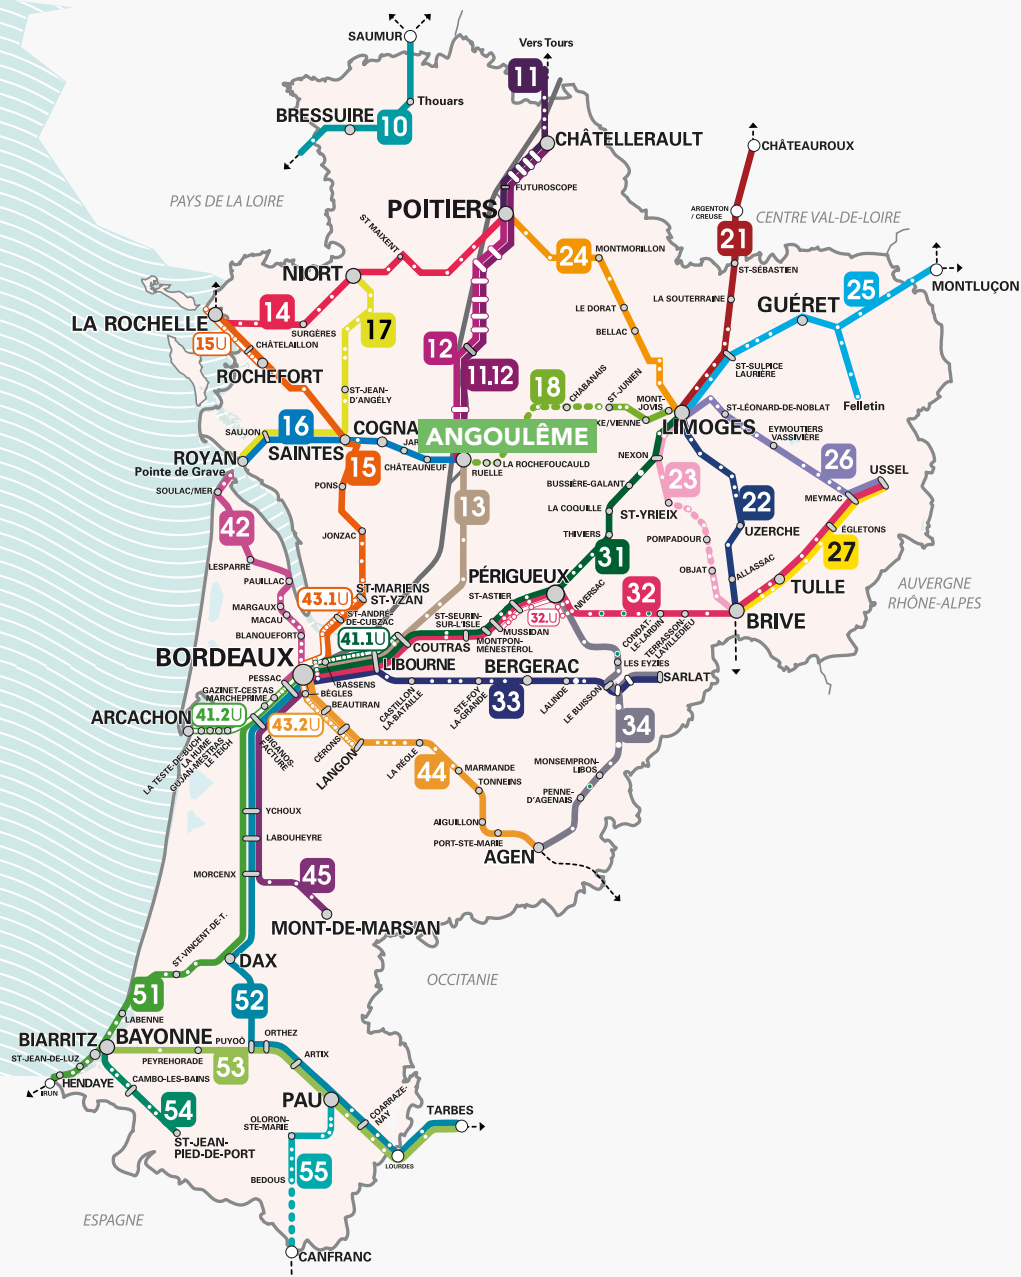 SAUMUR
Vers Tours
11
Thouars
BRESSUIRE
10
CHÂTELLERAULT
CHÂTEAUROUX
FUTUROSCOPE
PAYS DE LA LOIRE
POITIERS
ARGENTON
/ CREUSE
CENTRE VAL-DE-LOIRE
21
ST MAIXENT
24
MONTMORILLON
NIORT
ST-SÉBASTIEN
25
MONTLUÇON
LA SOUTERRAINE
GUÉRET
14
LE DORAT
LA ROCHELLE
SURGÈRES
17
BELLAC
15U
CHÂTELAILLON
12
11,12
ROCHEFORT
ST-SULPICE
LAURIÈRE
18
CHABANAIS
ST-JUNIEN
ST-JEAN-
D'ANGÉLY
MONT-
JOVIS
ST-LÉONARD-DE-NOBLAT
Felletin
SAUJON
16
COGNA
ANGOULÊME
XE/VIENNE
LIMOGES
EYMOUTIERS
VASSIVIÈRE
JAR
ROYAN
SAINTES
NEXON
26
USSEL
Pointe de Grave
15
CHÂTEAUNEUF
RUELLE
LA ROCHEFOUCAULD
SOULAC/MER
PONS
BUSSIÈRE-GALANT
23
MEYMAC
13
LA COQUILLE
ST-YRIEIX
22
42
JONZAC
THIVIERS
POMPADOUR
UZERCHE
ÉGLETONS
31
27
LESPARRE
OBJAT
ALLASSAC
PAUILLAC
PÉRIGUEUX
TULLE
AUVERGNE
RHÔNE-ALPES
43.1U
ST-MARIENS
ST-YZAN
ST-ASTIER
NIVERSAC
32
MARGAUX
MACAU
ST-ANDRÉ-
DE-CUBZAC
ST-SEURIN-
SUR-L'ISLE
32.U
BRIVE
BLANQUEFORT
41.1U
MUSSIDAN
CONDAT-
LE-LARDIN
TERRASSON-
LAVILLEDIEU
COUTRAS
MONTPON-
MÉNESTÉROL
BORDEAUX
LIBOURNE
BERGERAC
LES EYZIES
PESSAC
BASSENS
SARLAT
GAZINET-CESTAS
MARCHEPRIME
BÈGLES
BEAUTIRAN
CASTILLON
LA-BATAILLE
STE-FOY
LA-GRANDE
33
LALINDE
LE BUISSON
ARCACHON
41.2U
43.2U
34
LA TESTE-DE-BUCH
LA HUME
GUJAN-MESTRAS
LE TEICH
BIGANOS-
FACTURE
CÉRONS
LANGON
LA RÉOLE
44
MARMANDE
MONSEMPRON-
LIBOS
TONNEINS
PENNE-
D'AGENAIS
YCHOUX
AIGUILLON
LABOUHEYRE
PORT-STE-MARIE
AGEN
MORCENX
45
MONT-DE-MARSAN
ST-VINCENT-DE-T.
DAX
OCCITANIE
51
52
LABENNE
BIARRITZ
BAYONNE
PUYOÔ
ORTHEZ
ST-JEAN-DE-LUZ
PEYREHORADE
53
ARTIX
HENDAYE
CAMBO-LES-BAINS
IRUN
54
PAU
COARRAZE-
NAY
TARBES
OLORON-
STE-MARIE
ST-JEAN-
PIED-DE-PORT
LOURDES
55
BEDOUS
ESPAGNE
CANFRANC